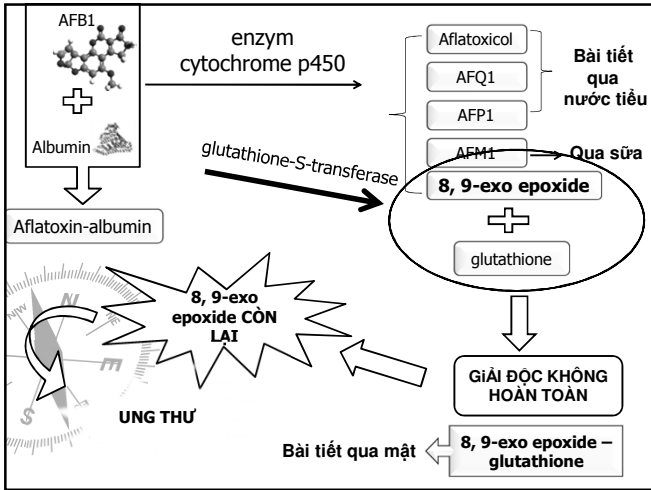 AFB1
Albumin
Aflatoxin-albumin
enzym
cytochrome p450
glutathione-S-transferase
Aflatoxicol
AFQ1
AFP1
AFM1
8, 9-exo epoxide
glutathione
Bài tiết
qua
nước tiểu
Qua sữa
GIẢI ĐỘC KHÔNG
HOÀN TOÀN
8, 9-exo epoxide –
glutathione
Bài tiết qua mật
8, 9-exo
epoxide CÒN
LẠI
UNG THƯ
N
NW
E
S